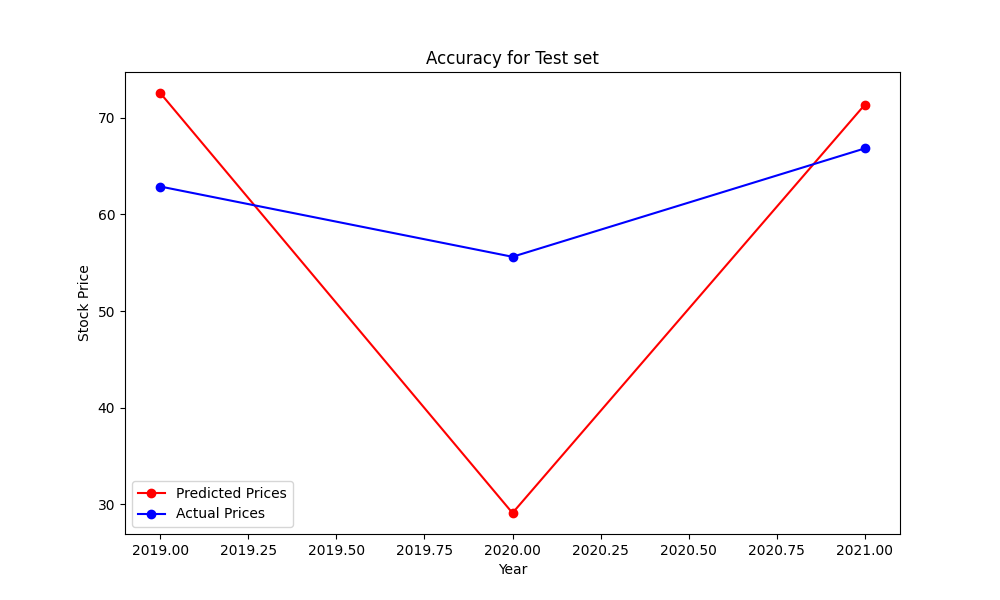 Accuracy for Test set
Stock Price
70
60
50
40
30
Predicted Prices
Actual Prices
2019.00 2019.25 2019.50 2019.75 2020.00 2020.25 2020.50 2020.75 2021.00
Year